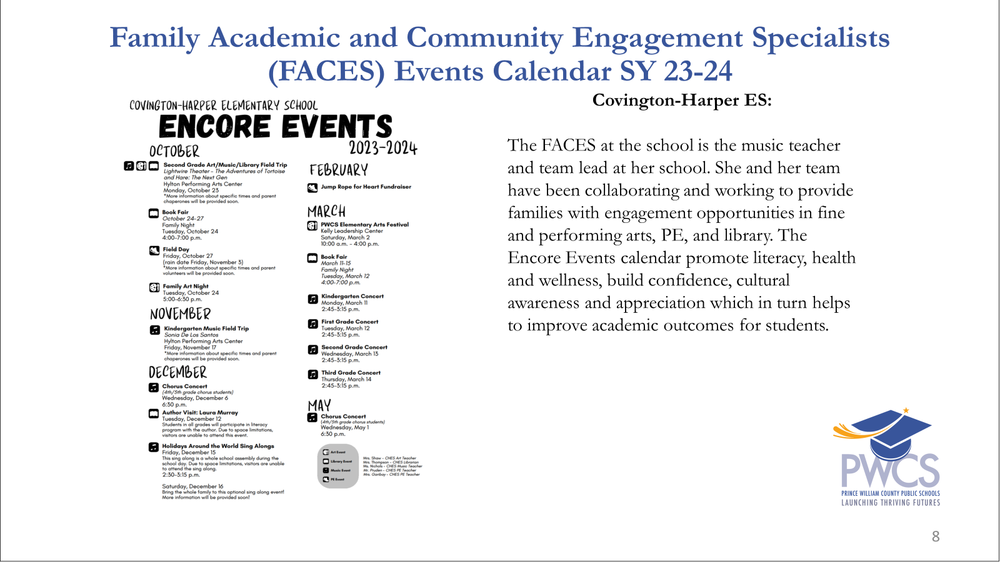 Family Academic and Community Engagement Specialists
(FACES) Events Calendar SY 23-24
COVINGTON-HARPER ELEMENTARY SCHOOL
ENCORE EVENTS
2023-2024
OCTOBER
Second Grade Art/Music/Library Field Trip
Lightwire Theater - The Adventures of Tortoise
and Hare: The Next Gen
Hylton Performing Arts Center
Monday, October 23
*More information about specific times and parent
chaperones will be provided soon.
Book Fair
October 24-27
Family Night
Tuesday, October 24
4:00-7:00 p.m.
Field Day
Friday, October 27
(rain date Friday, November 3)
*More information about specific times and parent
volunteers will be provided soon.
Family Art Night
Tuesday, October 24
5:00-6:30 p.m.
NOVEMBER
Kindergarten Music Field Trip
Sonia De Los Santos
Hylton Performing Arts Center
Friday, November 17
*More information about specific times and parent
chaperones will be provided soon.
DECEMBER
Chorus Concert
(4th/5th grade chorus students)
Wednesday, December 6
6:30 p.m.
Author Visit: Laura Murray
Tuesday, December 12
Students in all grades will participate in literacy
program with the author. Due to space limitations,
visitors are unable to attend this event.
Holidays Around the World Sing Alongs
Friday, December 15
This sing along is a whole school assembly during the
school day. Due to space limitations, visitors are unable
to attend the sing along.
2:30-3:15 p.m.
Saturday, December 16
Bring the whole family to this optional sing along event!
More information will be provided soon!
FEBRUARY
Jump Rope for Heart Fundraiser
MARCH
PWCS Elementary Arts Festival
Kelly Leadership Center
Saturday, March 2
10:00 a.m. - 4:00 p.m.
Book Fair
March 11-15
Family Night
Tuesday, March 12
4:00-7:00 p.m.
Kindergarten Concert
Monday, March 11
2:45-3:15 p.m.
First Grade Concert
Tuesday, March 12
2:45-3:15 p.m.
Second Grade Concert
Wednesday, March 13
2:45-3:15 p.m.
Third Grade Concert
Thursday, March 14
2:45-3:15 p.m.
MAY
Chorus Concert
(4th/5th grade chorus students)
Wednesday, May 1
6:30 p.m.
Art Event
Library Event
Music Event
PE Event
Mrs. Shaw - CHES Art Teacher
Mrs. Thompson - CHES Librarian
Ms. Nichols - CHES Music Teacher
Mr. Pruden - CHES PE Teacher
Mrs. Garibay - CHES PE Teacher
Covington-Harper ES:
The FACES at the school is the music teacher
and team lead at her school. She and her team
have been collaborating and working to provide
families with engagement opportunities in fine
and performing arts, PE, and library. The
Encore Events calendar promote literacy, health
and wellness, build confidence, cultural
awareness and appreciation which in turn helps
to improve academic outcomes for students.
PWCS
PRINCE WILLIAM COUNTY PUBLIC SCHOOLS
LAUNCHING THRIVING FUTURES
8